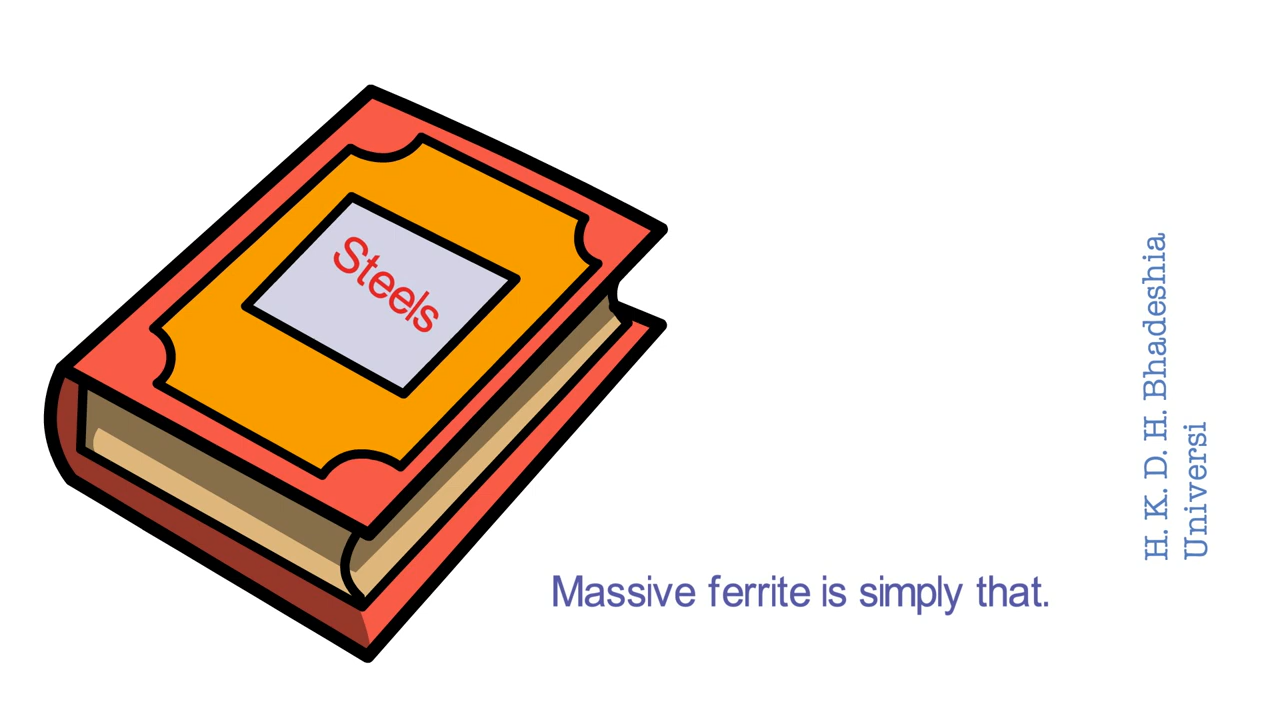 Steels
Massive ferrite is simply that.
H. K. D. H. Bhadeshia
Universi